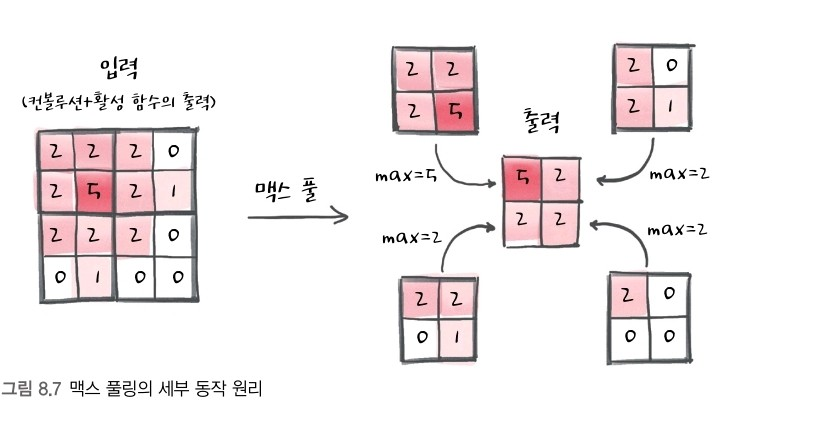 입력
(컨볼루션+활성 함수의 출력)
2 2 2 0
2 5 2 1
2 2 2 0
0 1 0 0
맥스 풀
2 2
2 5
max=5
2 0
2 1
max=2
출력
5 2
2 2
max=2
2 2
0 1
max=2
2 0
0 0
그림 8.7 맥스 풀링의 세부 동작 원리